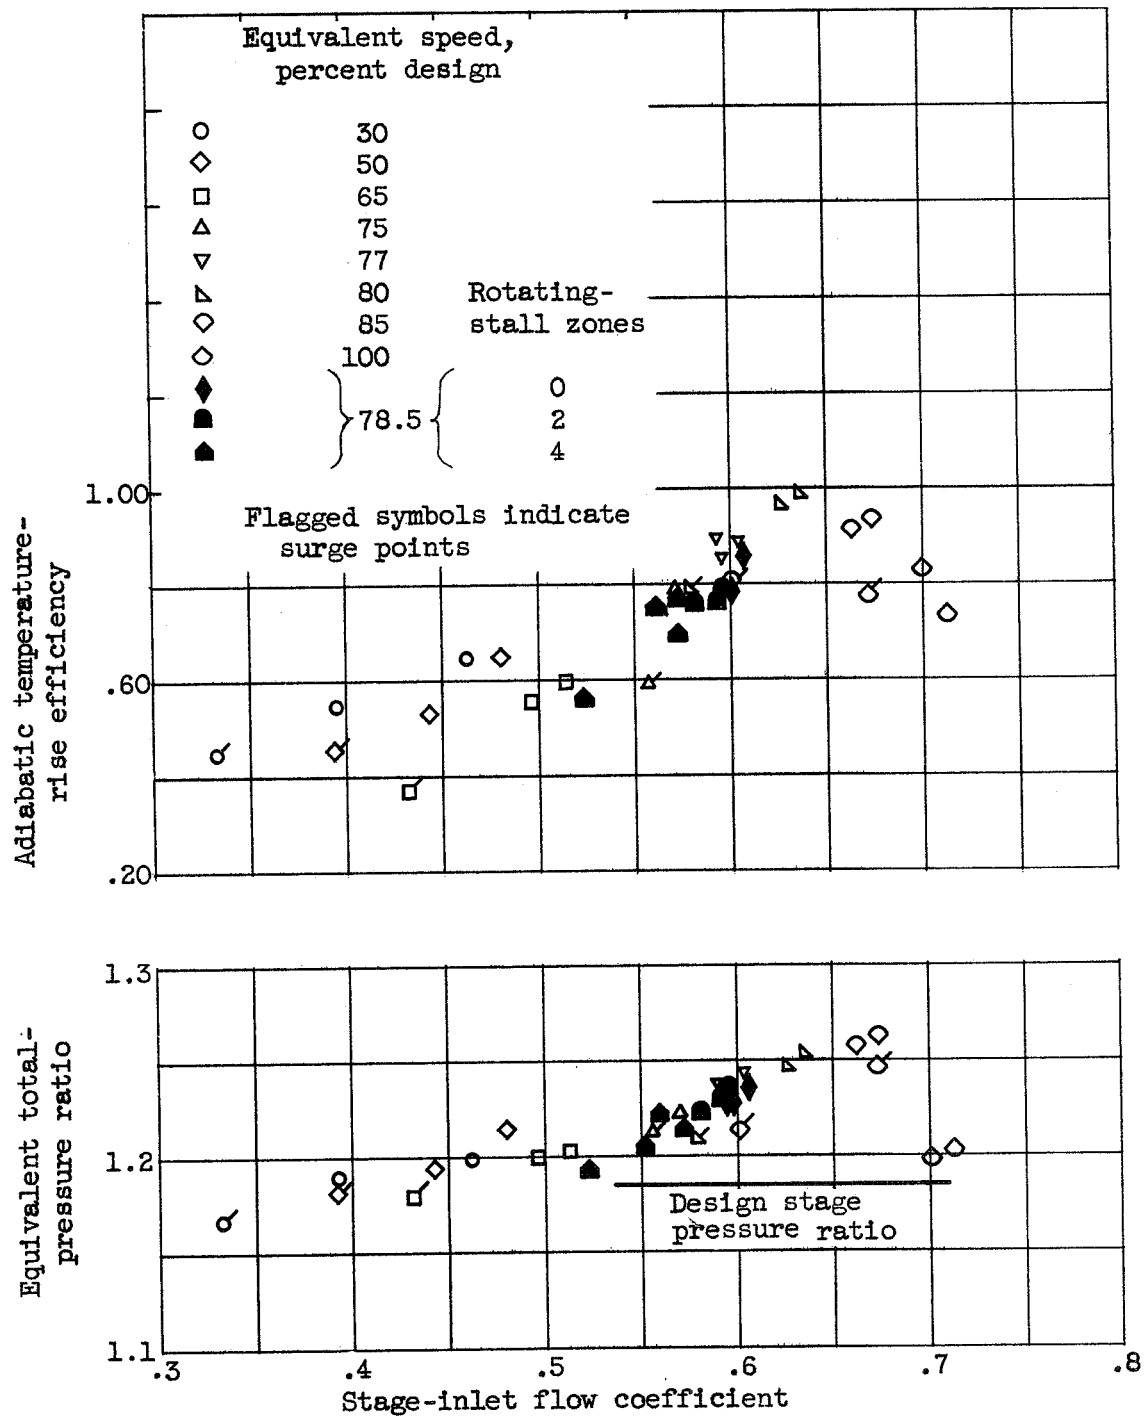 Equivalent speed,
percent design
30
50
65
75
77
80
85
100
Rotating-
stall zones
78.5
0
2
4
Flagged symbols indicate
surge points
Adiabatic temperature-
rise efficiency
1.00
.60
.20
Equivalent total-
pressure ratio
1.3
1.2
1.1
Design stage
pressure ratio
.3 .4 .5 .6 .7 .8
Stage-inlet flow coefficient